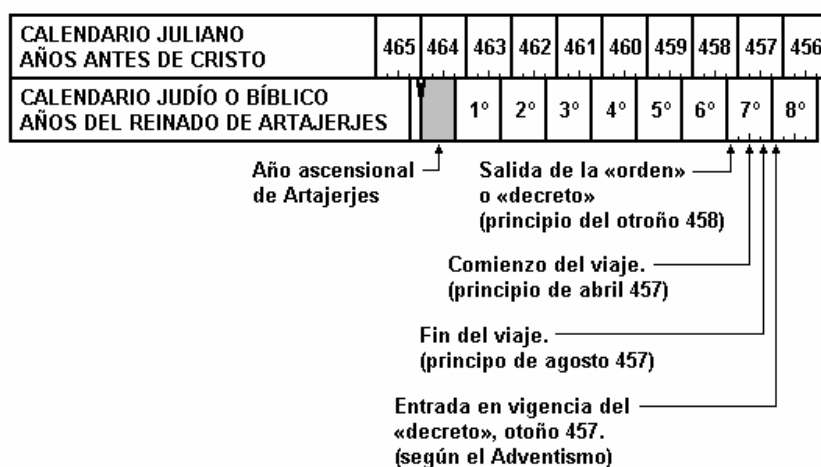 CALENDARIO JULIANO
AÑOS ANTES DE CRISTO
465 464 463 462 461 460 459 458 457 456
CALENDARIO JUDÍO O BÍBLICO
AÑOS DEL REINADO DE ARTAJERJES
1° 2° 3° 4° 5° 6° 7° 8°
Año ascensional
de Artajerjes
Salida de la «orden»
o «decreto»
(principio del otroño 458)
Comienzo del viaje.
(principio de abril 457)
Fin del viaje.
(principo de agosto 457)
Entrada en vigencia del
«decreto», otoño 457.
(según el Adventismo)